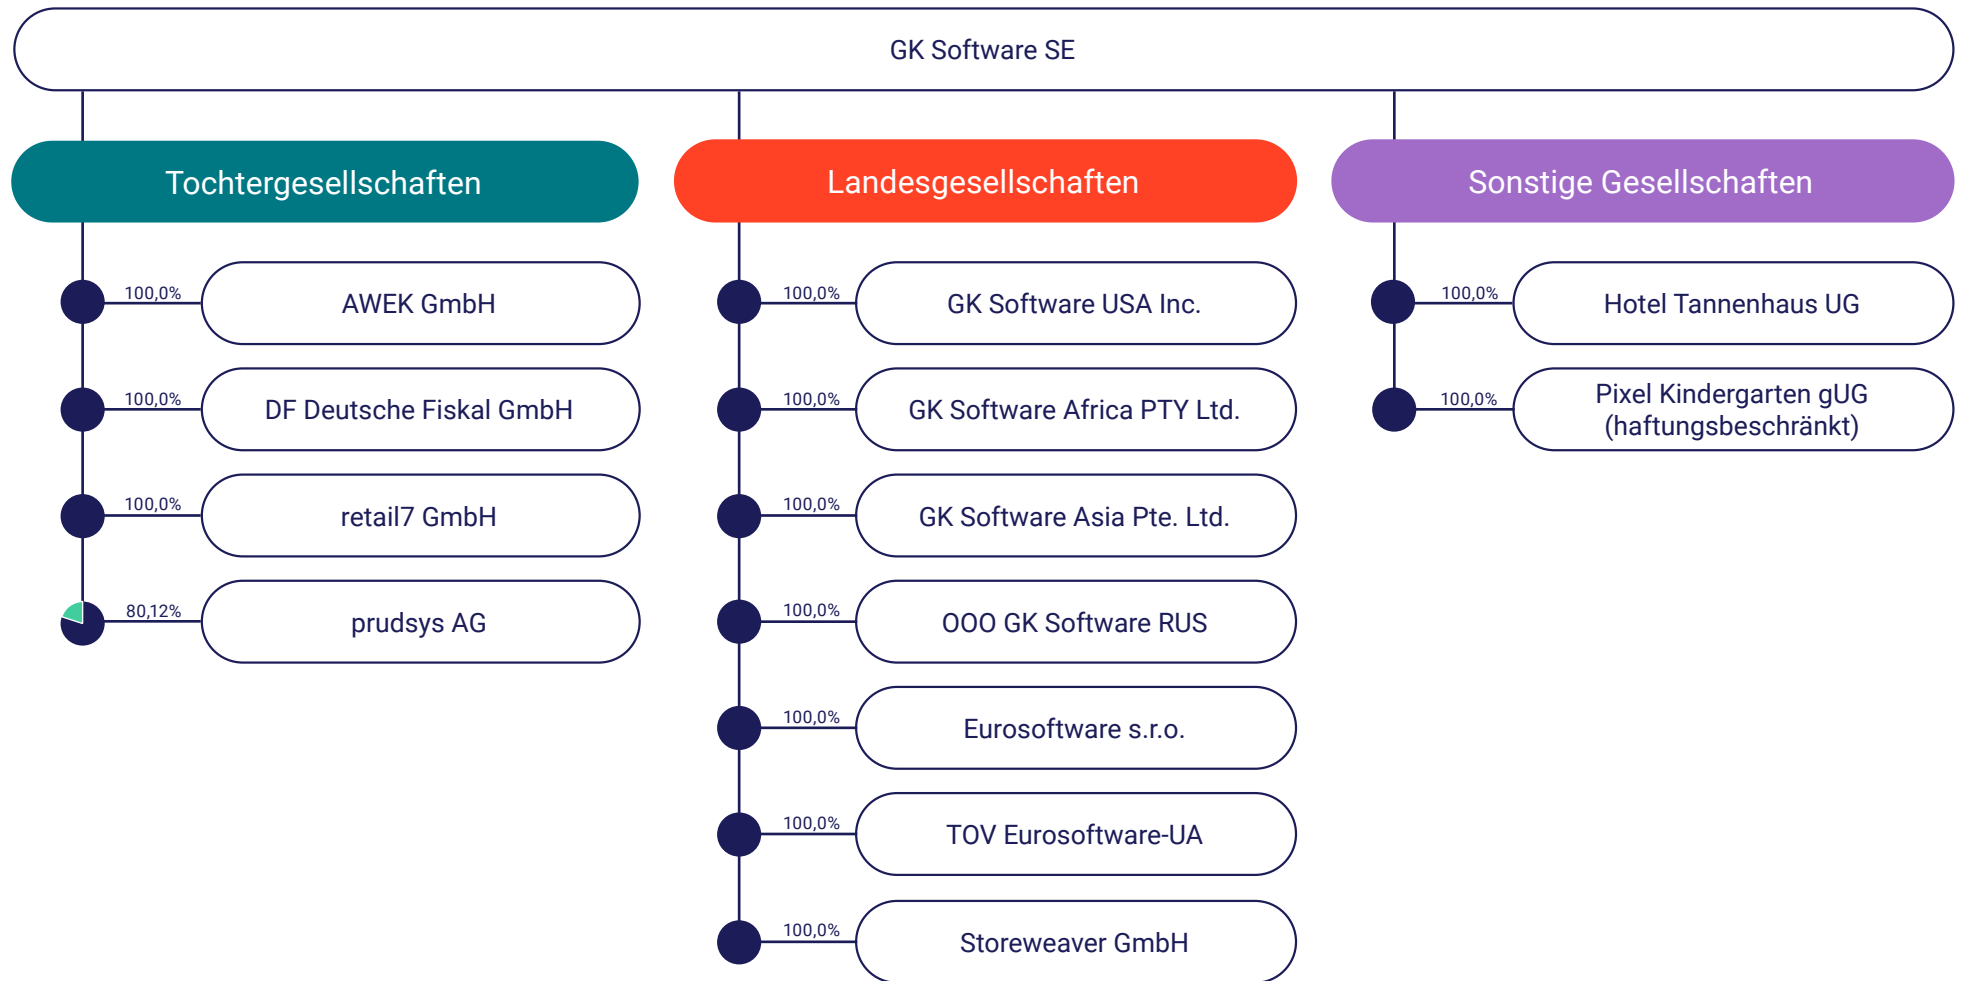 GK Software SE
Tochtergesellschaften
100,0%
AWEK GmbH
100,0%
DF Deutsche Fiskal GmbH
100,0%
retail7 GmbH
80,12%
prudsys AG
Landesgesellschaften
100,0%
GK Software USA Inc.
100,0%
GK Software Africa PTY Ltd.
100,0%
GK Software Asia Pte. Ltd.
100,0%
OOO GK Software RUS
100,0%
Eurosoftware s.r.o.
100,0%
TOV Eurosoftware-UA
100,0%
Storeweaver GmbH
Sonstige Gesellschaften
100,0%
Hotel Tannenhaus UG
100,0%
Pixel Kindergarten gUG
(haftungsbeschränkt)